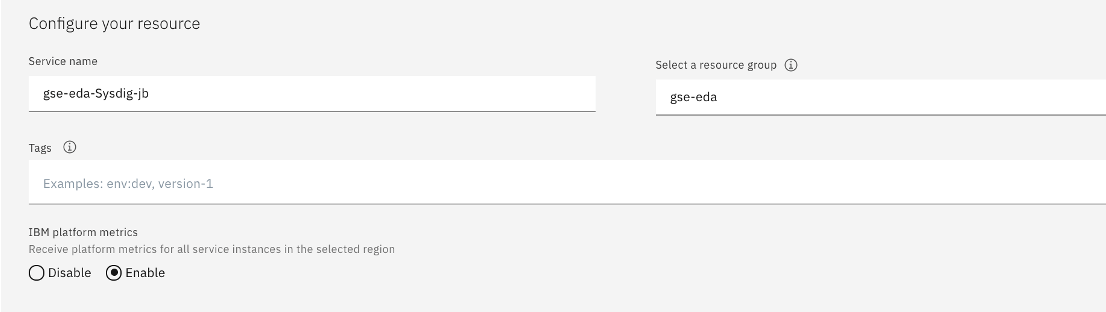 Configure your resource
Service name
Select a resource group
gse-eda-Sysdig-jb
gse-eda
Tags
Examples: env:dev, version-1
IBM platform metrics
Receive platform metrics for all service instances in the selected region
Disable Enable